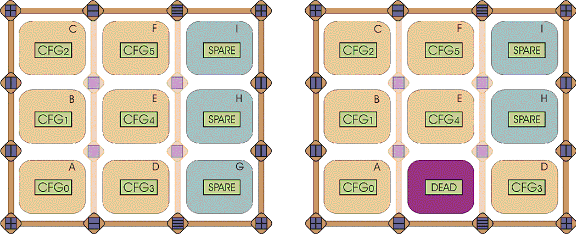 C F I
CFG2 CFG5 SPARE
B E H
CFG1 CFG4 SPARE
A D G
CFG0 CFG3 SPARE
C F I
CFG2 CFG5 SPARE
B E H
CFG1 CFG4 SPARE
A D
CFG0 DEAD CFG3